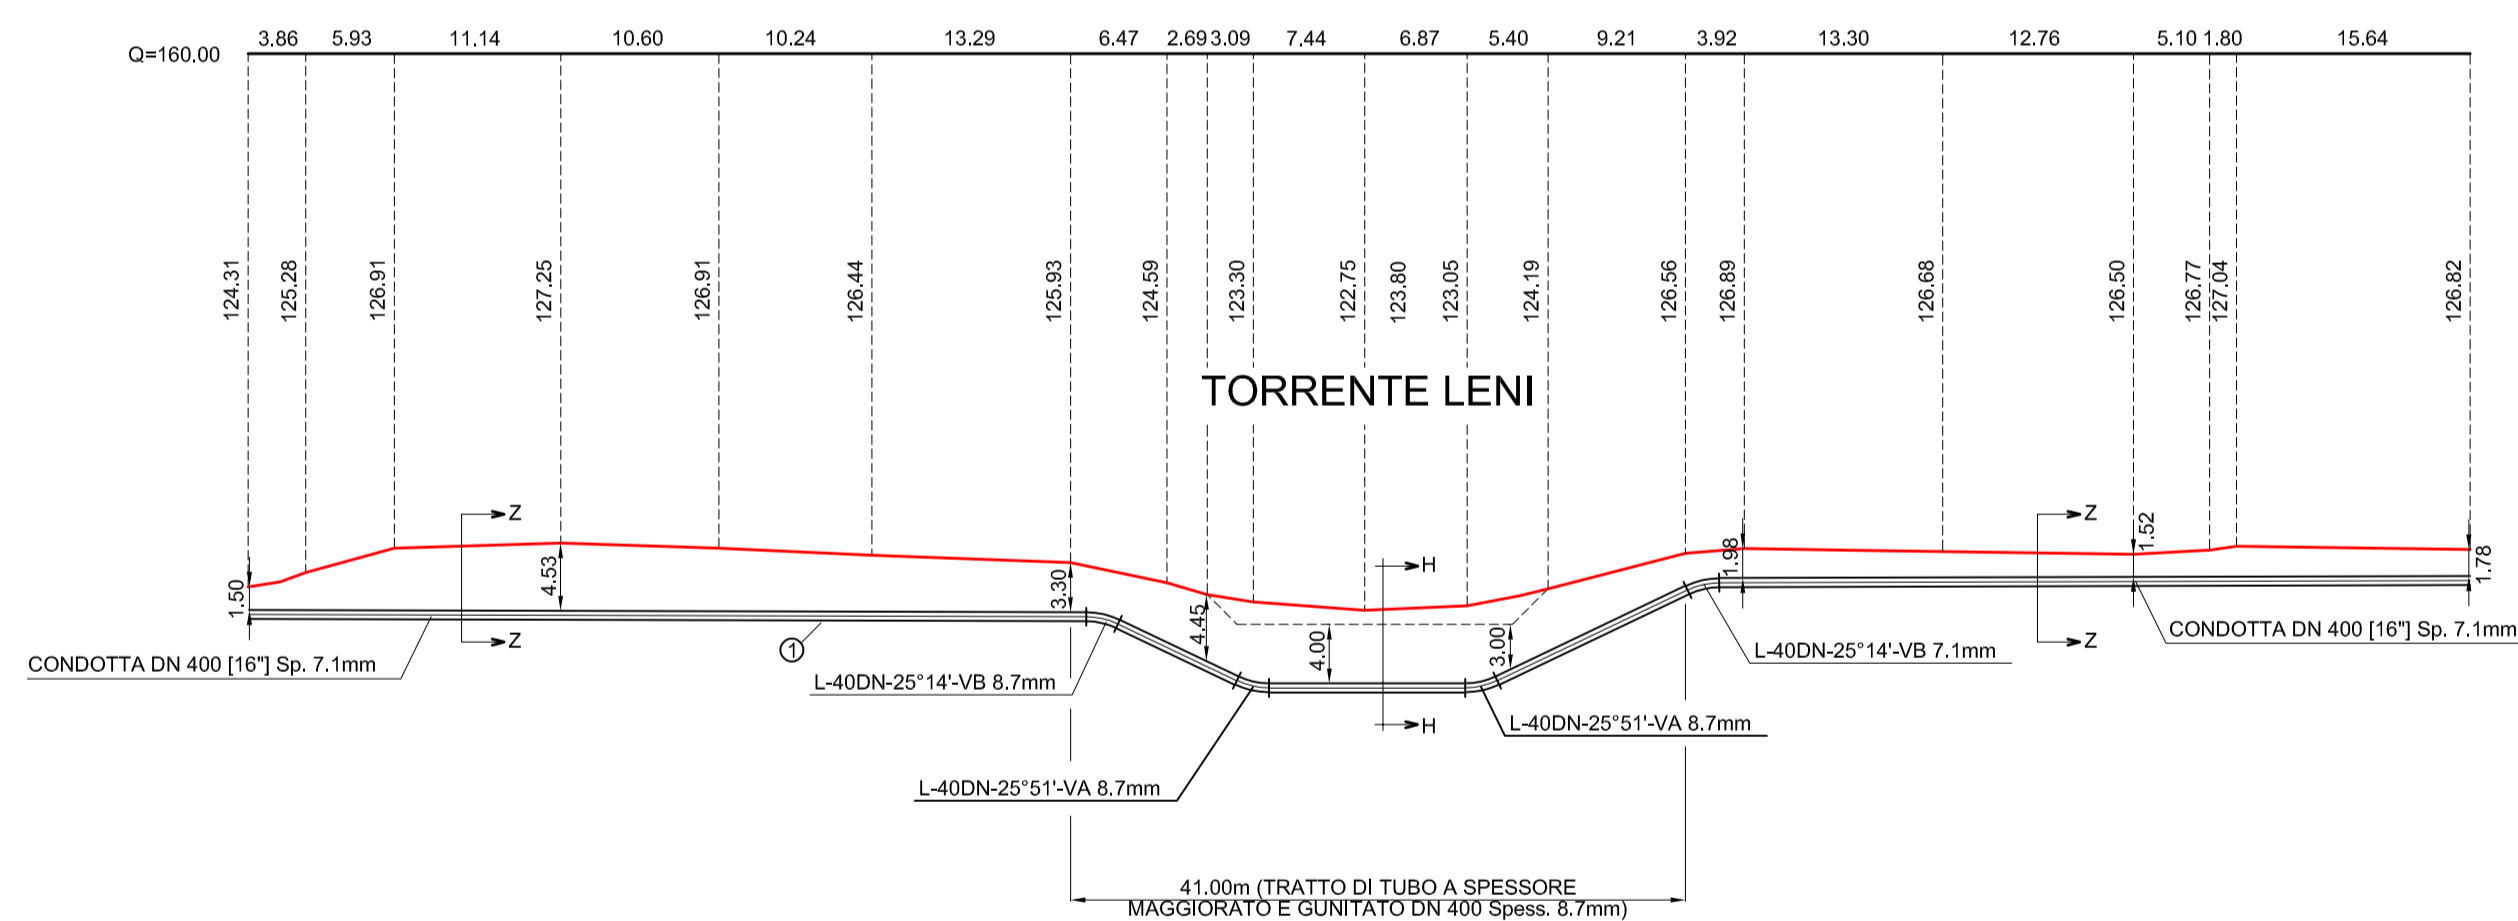 3.86 5.93 11.14 10.60 10.24 13.29 6.47 2.69 3.09 7.44 6.87 5.40 9.21 3.92 13.30 12.76 5.10 1.80 15.64
Q=160.00
124.31 125.28 126.91 127.25 126.91 126.44 125.93 124.59 123.30 122.75 123.80 123.05 124.19 126.56 126.89 126.68 126.50 126.77 127.04 126.82
TORRENTE LENI
Z Z
1.52
H
1.50 4.53 3.30 1.98 1.78
4.45 4.00 3.00
Z Z
1
CONDOTTA DN 400 [16"] Sp. 7.1mm
L-40DN-25°14'-VB 7.1mm
CONDOTTA DN 400 [16"] Sp. 7.1mm
L-40DN-25°14'-VB 8.7mm
H
L-40DN-25°51'-VA 8.7mm
L-40DN-25°51'-VA 8.7mm
41.00m (TRATTO DI TUBO A SPESSORE
MAGGIORATO E GUNITATO DN 400 Spess. 8.7mm)